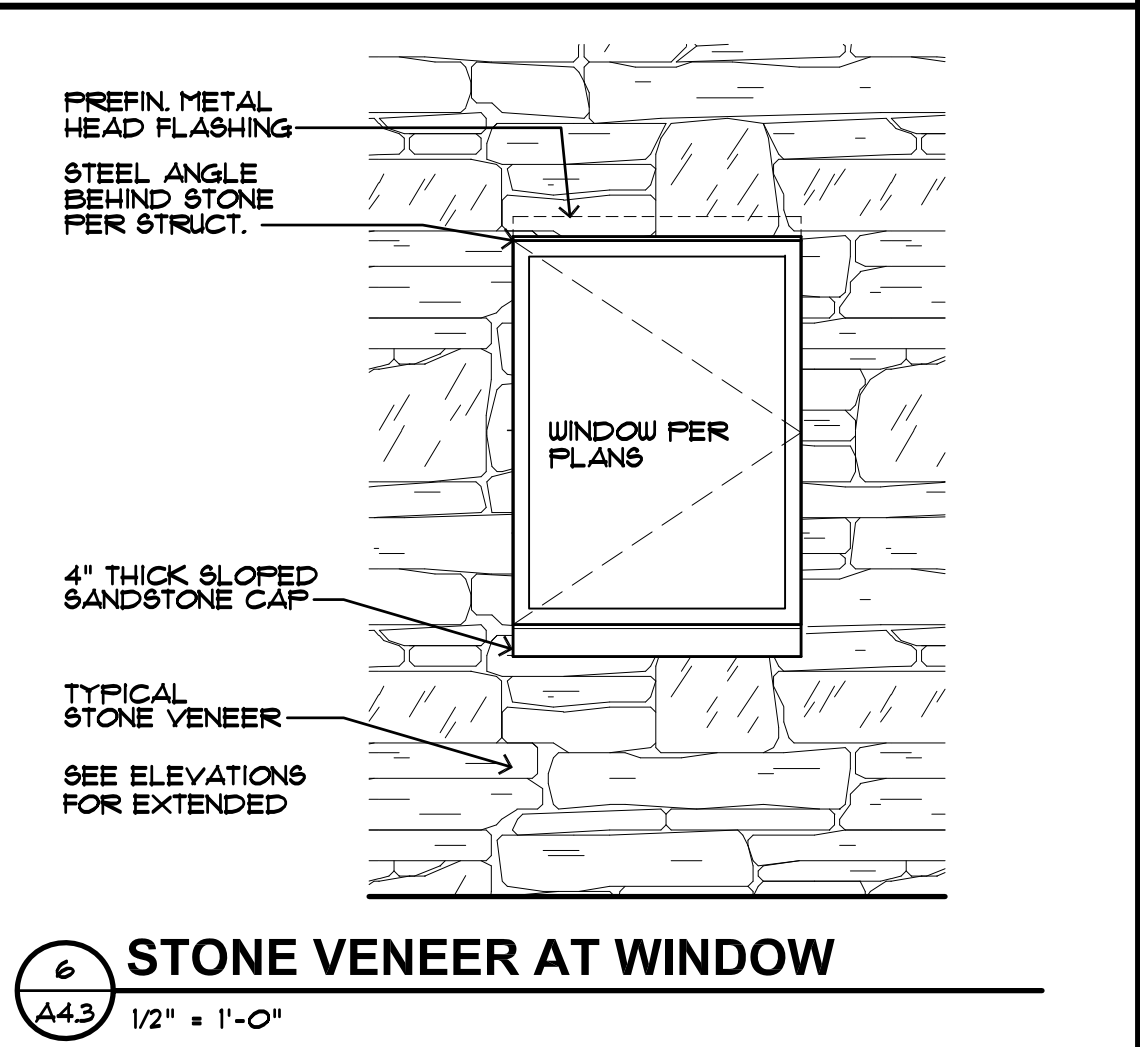 PREFIN. METAL
HEAD FLASHING
STEEL ANGLE
BEHIND STONE
PER STRUCT.
WINDOW PER
PLANS
4" THICK SLOPED
SANDSTONE CAP
TYPICAL
STONE VENEER
SEE ELEVATIONS
FOR EXTENDED
6
A4.3
STONE VENEER AT WINDOW
1/2" = 1'-0"